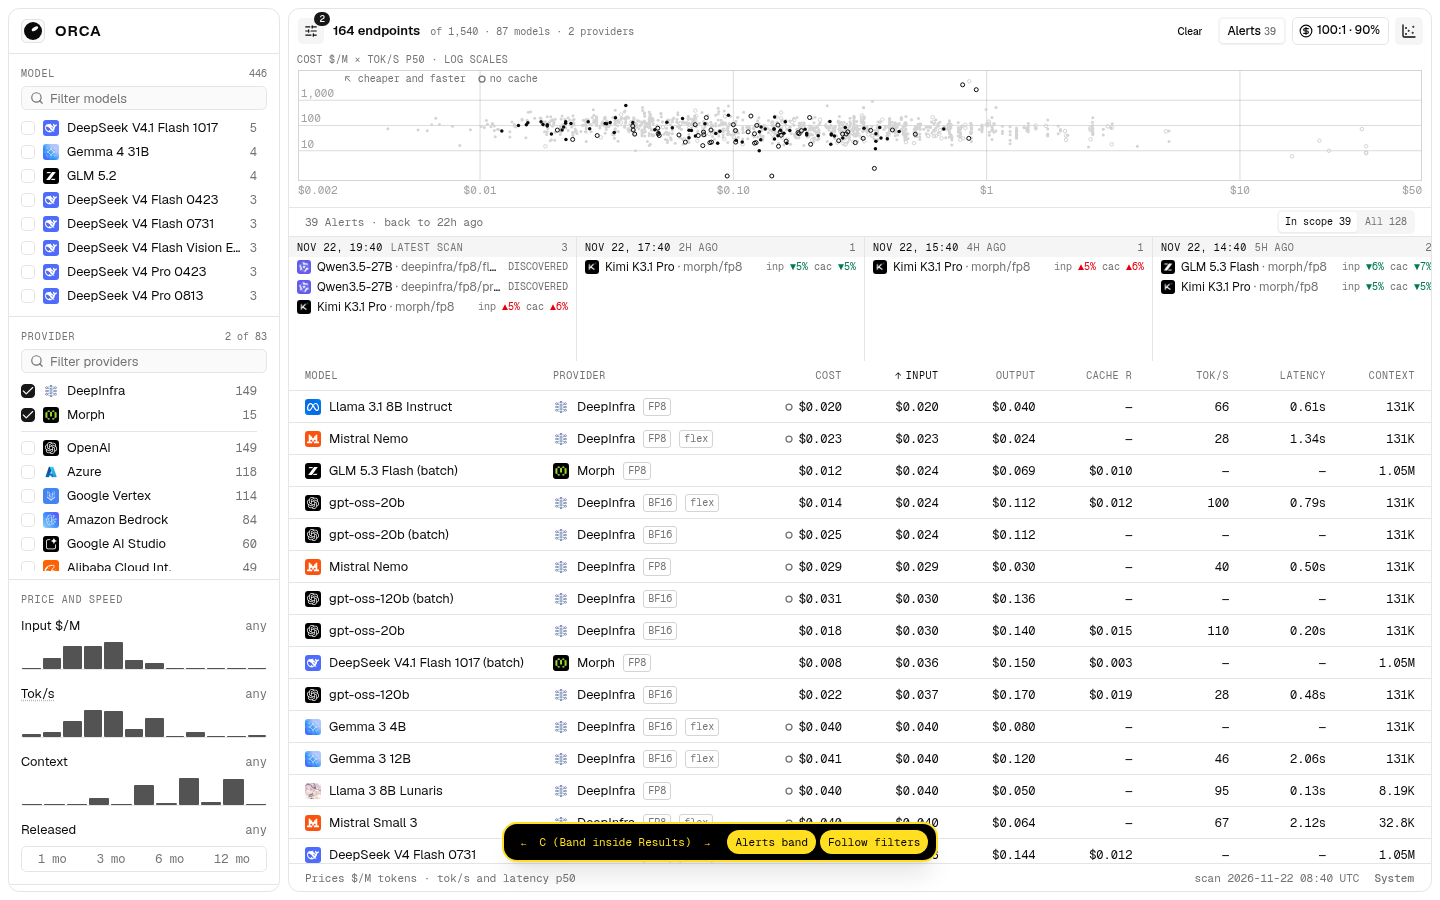 ORCA
MODEL 446
Filter models
DeepSeek V4.1 Flash 1017 5
Gemma 4 31B 4
GLM 5.2 4
DeepSeek V4 Flash 0423 3
DeepSeek V4 Flash 0731 3
DeepSeek V4 Flash Vision E… 3
DeepSeek V4 Pro 0423 3
DeepSeek V4 Pro 0813 3
PROVIDER 2 of 83
Filter providers
DeepInfra 149
Morph 15
OpenAI 149
Azure 118
Google Vertex 114
Amazon Bedrock 84
Google AI Studio 60
Alibaba Cloud Int. 49
PRICE AND SPEED
Input $/M any
Tok/s any
Context any
Released any
1 mo 3 mo 6 mo 12 mo
2
164 endpoints of 1,540 · 87 models · 2 providers
Clear Alerts 39 100:1 · 90%
COST $/M × TOK/S P50 · LOG SCALES
↖ cheaper and faster no cache
1,000
100
10
$0.002 $0.01 $0.10 $1 $10 $50
39 Alerts · back to 22h ago In scope 39 All 128
NOV 22, 19:40 LATEST SCAN 3
Qwen3.5-27B · deepinfra/fp8/fl… DISCOVERED
Qwen3.5-27B · deepinfra/fp8/pr… DISCOVERED
Kimi K3.1 Pro · morph/fp8 inp ▲5% cac ▲6%
NOV 22, 17:40 2H AGO 1
Kimi K3.1 Pro · morph/fp8 inp ▼5% cac ▼5%
NOV 22, 15:40 4H AGO 1
Kimi K3.1 Pro · morph/fp8 inp ▲5% cac ▲6%
NOV 22, 14:40 5H AGO 2
GLM 5.3 Flash · morph/fp8 inp ▼6% cac ▼7%
Kimi K3.1 Pro · morph/fp8 inp ▼5% cac ▼5%
MODEL PROVIDER COST ↑ INPUT OUTPUT CACHE R TOK/S LATENCY CONTEXT
Llama 3.1 8B Instruct DeepInfra FP8 $0.020 $0.020 $0.040 — 66 0.61s 131K
Mistral Nemo DeepInfra FP8 flex $0.023 $0.023 $0.024 — 28 1.34s 131K
GLM 5.3 Flash (batch) Morph FP8 $0.012 $0.024 $0.069 $0.010 — — 1.05M
gpt-oss-20b DeepInfra BF16 flex $0.014 $0.024 $0.112 $0.012 100 0.79s 131K
gpt-oss-20b (batch) DeepInfra BF16 $0.025 $0.024 $0.112 — — — 131K
Mistral Nemo DeepInfra FP8 $0.029 $0.029 $0.030 — 40 0.50s 131K
gpt-oss-120b (batch) DeepInfra BF16 $0.031 $0.030 $0.136 — — — 131K
gpt-oss-20b DeepInfra BF16 $0.018 $0.030 $0.140 $0.015 110 0.20s 131K
DeepSeek V4.1 Flash 1017 (batch) Morph FP8 $0.008 $0.036 $0.150 $0.003 — — 1.05M
gpt-oss-120b DeepInfra BF16 $0.022 $0.037 $0.170 $0.019 28 0.48s 131K
Gemma 3 4B DeepInfra BF16 flex $0.040 $0.040 $0.080 — — — 131K
Gemma 3 12B DeepInfra BF16 flex $0.041 $0.040 $0.120 — 46 2.06s 131K
Llama 3 8B Lunaris DeepInfra FP8 $0.040 $0.040 $0.050 — 95 0.13s 8.19K
Mistral Small 3 DeepInfra FP8 flex $0.040 $0.040 $0.064 — 67 2.12s 32.8K
DeepSeek V4 Flash 0731 $0.144 $0.012 — — 1.05M
← C (Band inside Results) → Alerts band Follow filters
Prices $/M tokens · tok/s and latency p50 scan 2026-11-22 08:40 UTC System